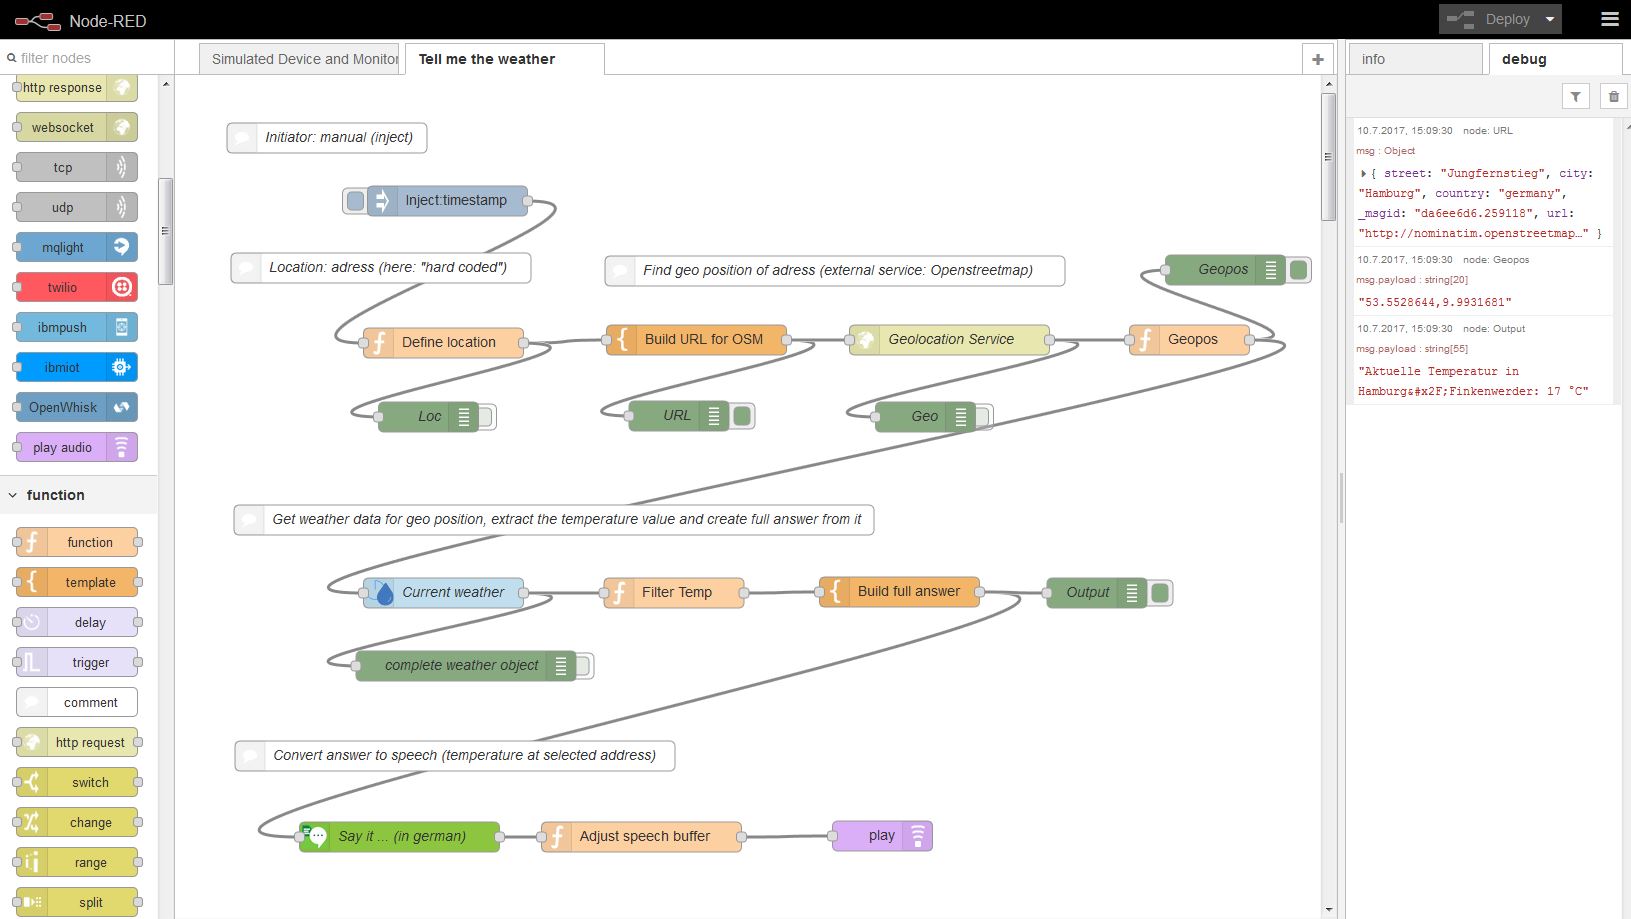 Node-RED
Deploy
filter nodes
http response
websocket
tcp
udp
mqlight
twilio
ibmpush
ibmiot
OpenWhisk
play audio
function
function
template
delay
trigger
comment
http request
switch
change
range
split
Simulated Device and Monitor
Tell me the weather
Initiator: manual (inject)
Inject:timestamp
Location: adress (here: "hard coded")
Find geo position of adress (external service: Openstreetmap)
Geopos
Define location
Build URL for OSM
Geolocation Service
Geopos
Loc
URL
Geo
Get weather data for geo position, extract the temperature value and create full answer from it
Current weather
Filter Temp
Build full answer
Output
complete weather object
Convert answer to speech (temperature at selected address)
Say it ... (in german)
Adjust speech buffer
play
info
debug
10.7.2017, 15:09:30 node: URL
msg : Object
{ street: "Jungfernstieg", city:
"Hamburg", country: "germany",
_msgid: "da6ee6d6.259118", url:
"http://nominatim.openstreetmap…" }
10.7.2017, 15:09:30 node: Geopos
msg.payload : string[20]
"53.5528644,9.9931681"
10.7.2017, 15:09:30 node: Output
msg.payload : string[55]
"Aktuelle Temperatur in
Hamburg&#x2F;Finkenwerder: 17 °C"